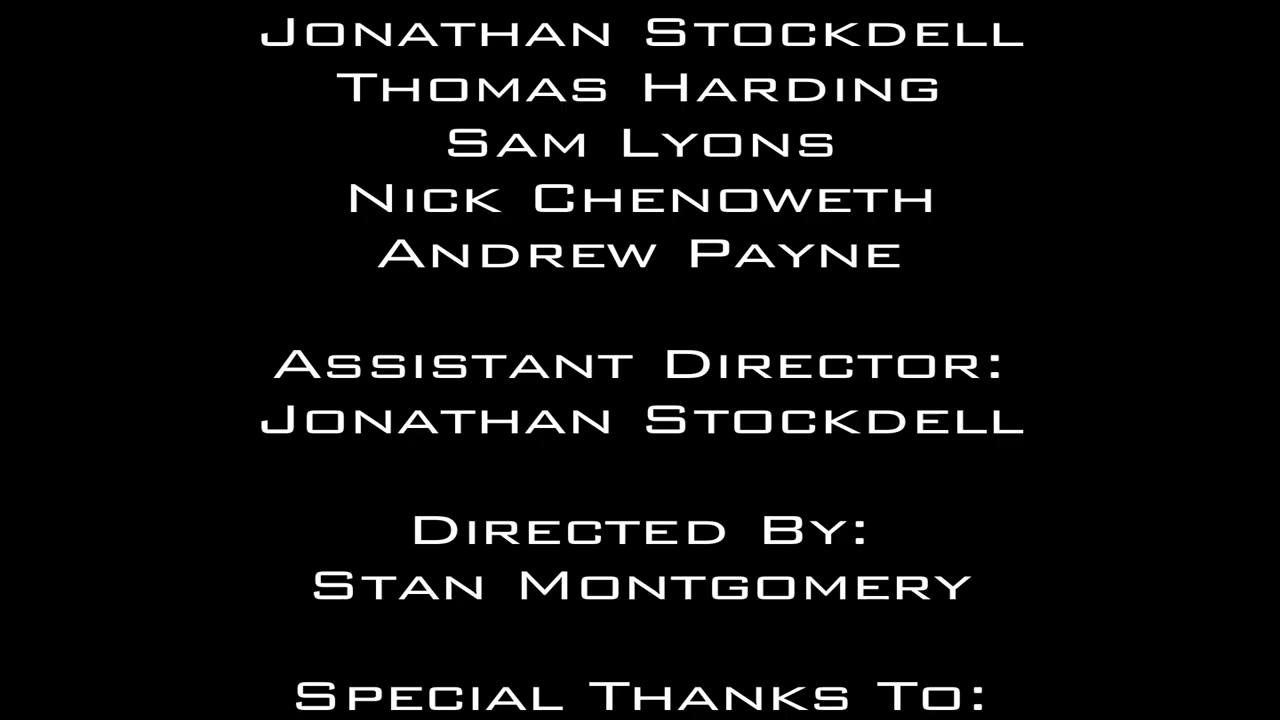 Jonathan Stockdell
Thomas Harding
Sam Lyons
Nick Chenoweth
Andrew Payne
Assistant Director:
Jonathan Stockdell
Directed By:
Stan Montgomery
Special Thanks To: